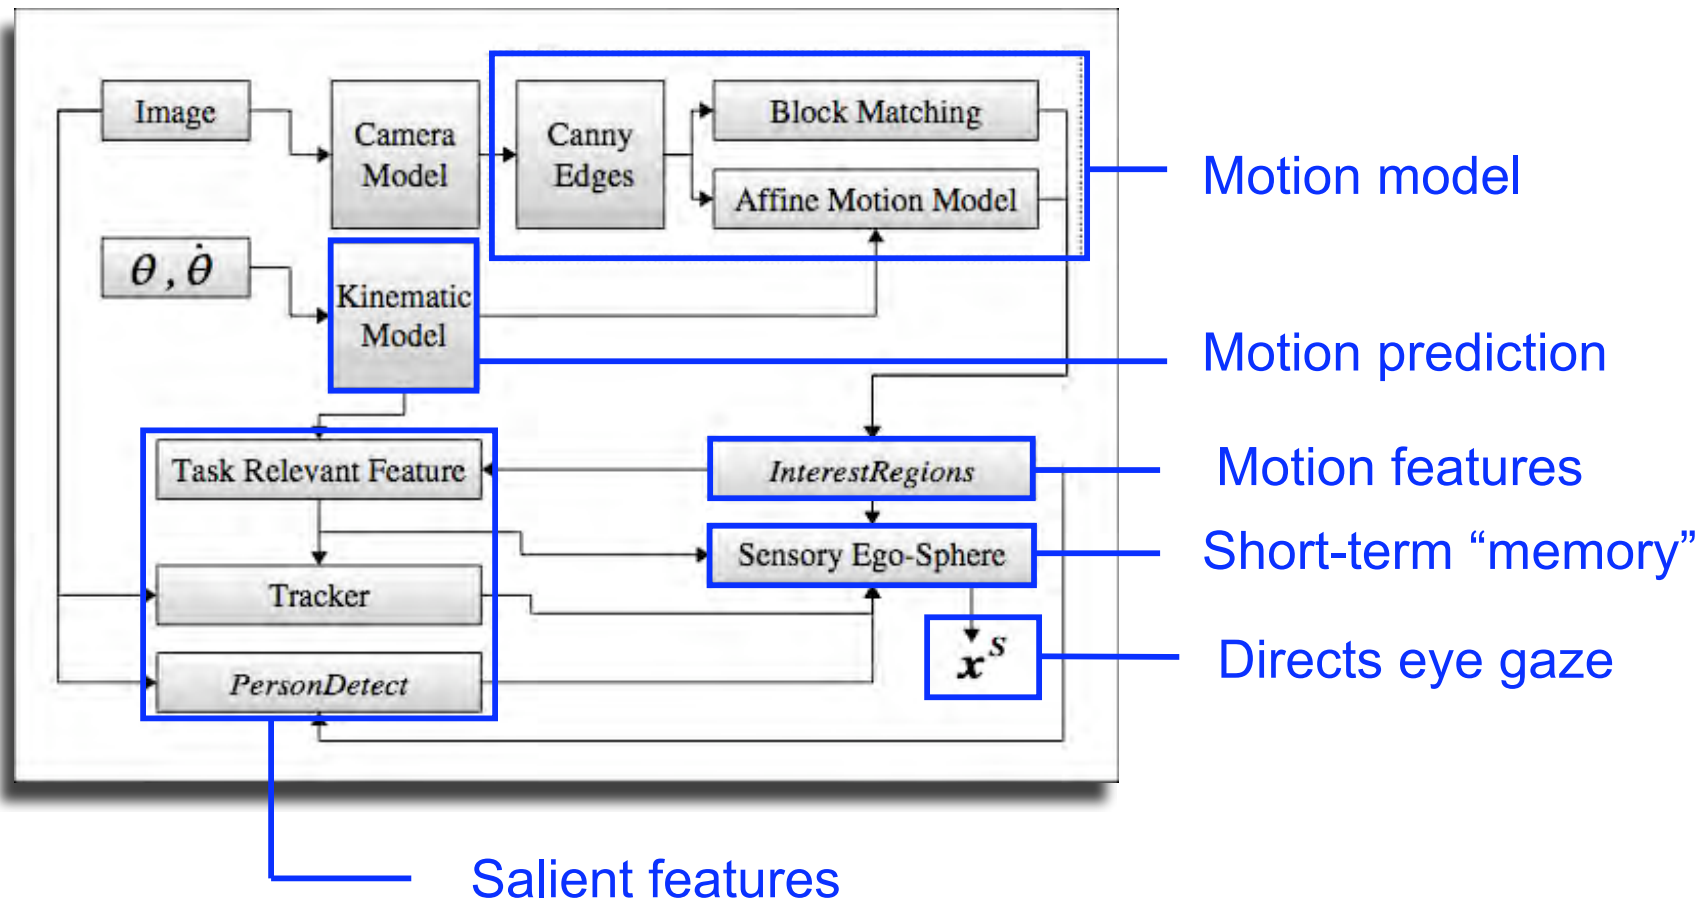 Image
Camera
Model
Canny
Edges
Block Matching
Affine Motion Model
Motion model
θ , θ̇
Kinematic
Model
Motion prediction
Task Relevant Feature
InterestRegions
Motion features
Sensory Ego-Sphere
Short-term “memory”
Tracker
PersonDetect
ẋˢ
Directs eye gaze
Salient features